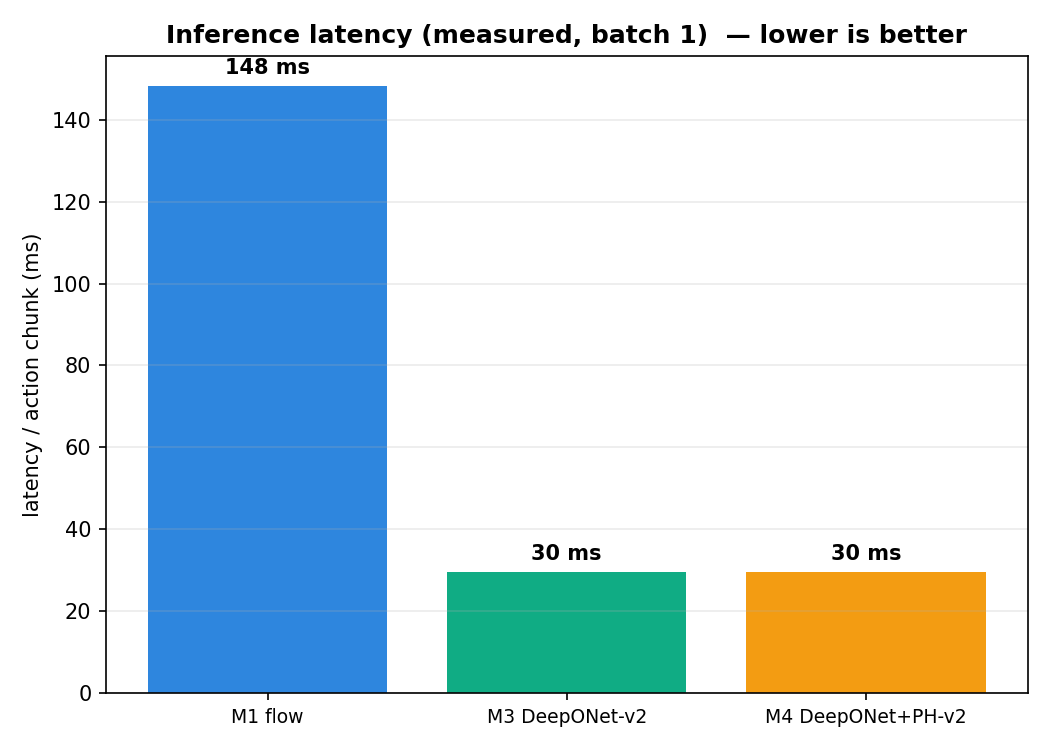 Inference latency (measured, batch 1)  — lower is better
148 ms
140
120
100
80
60
40
20
0
latency / action chunk (ms)
30 ms
30 ms
M1 flow
M3 DeepONet-v2
M4 DeepONet+PH-v2